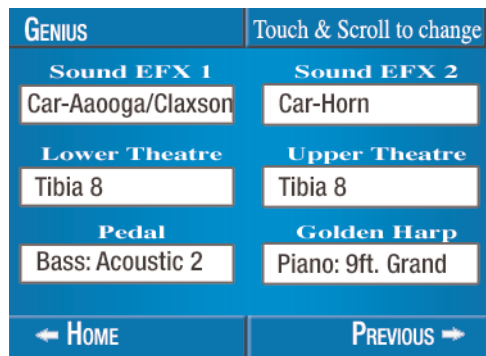 GENIUS Touch & Scroll to change
Sound EFX 1 Sound EFX 2
Car-Aaooga/Claxson Car-Horn
Lower Theatre Upper Theatre
Tibia 8 Tibia 8
Pedal Golden Harp
Bass: Acoustic 2 Piano: 9ft. Grand
HOME PREVIOUS